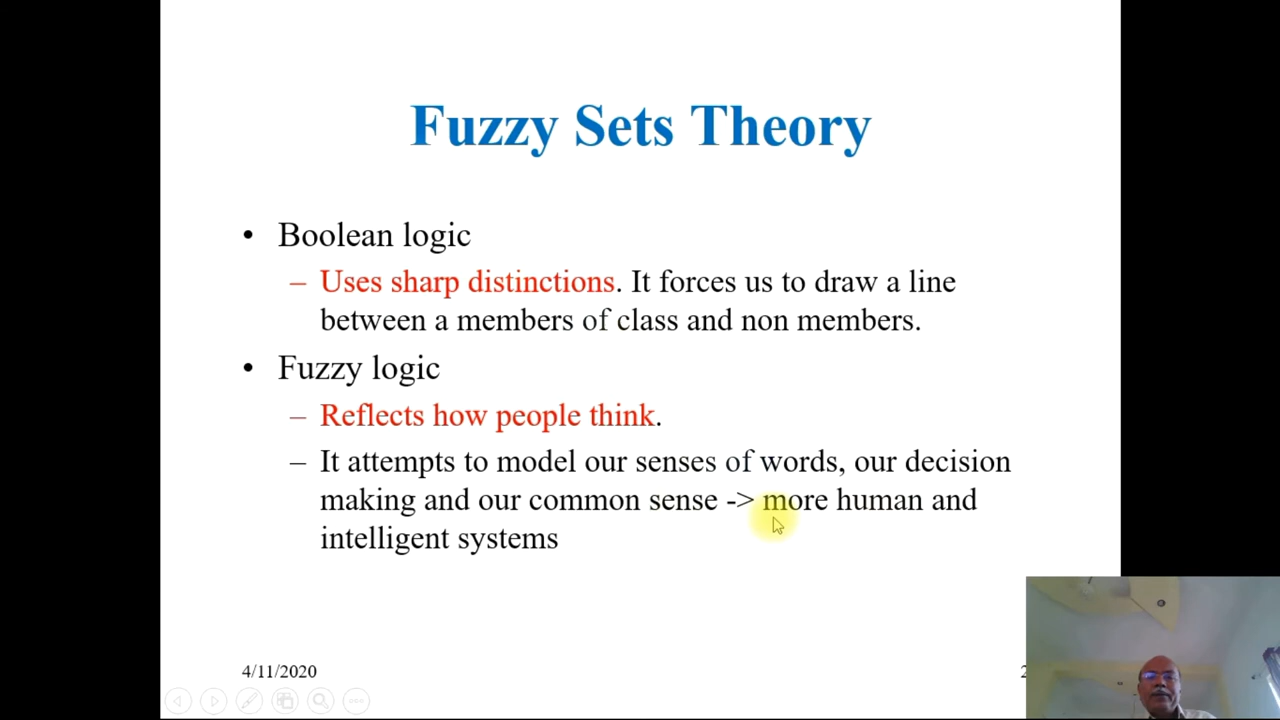 Fuzzy Sets Theory
• Boolean logic
– Uses sharp distinctions. It forces us to draw a line
between a members of class and non members.
• Fuzzy logic
– Reflects how people think.
– It attempts to model our senses of words, our decision
making and our common sense -> more human and
intelligent systems
4/11/2020